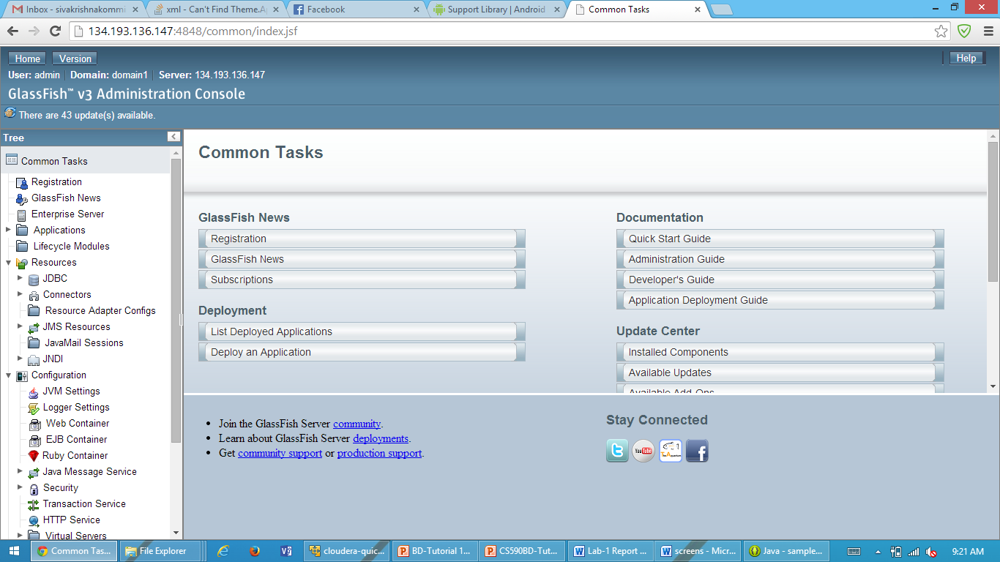 Inbox - sivakrishnakommi
xml - Can't Find Theme.A
Facebook
Support Library | Android
Common Tasks
134.193.136.147:4848/common/index.jsf
Home
Version
Help
User: admin | Domain: domain1 | Server: 134.193.136.147
GlassFish™ v3 Administration Console
There are 43 update(s) available.
Tree
Common Tasks
Registration
GlassFish News
Enterprise Server
Applications
Lifecycle Modules
Resources
JDBC
Connectors
Resource Adapter Configs
JMS Resources
JavaMail Sessions
JNDI
Configuration
JVM Settings
Logger Settings
Web Container
EJB Container
Ruby Container
Java Message Service
Security
Transaction Service
HTTP Service
Virtual Servers
Common Tasks
GlassFish News
Registration
GlassFish News
Subscriptions
Deployment
List Deployed Applications
Deploy an Application
Documentation
Quick Start Guide
Administration Guide
Developer's Guide
Application Deployment Guide
Update Center
Installed Components
Available Updates
Available Add-Ons
• Join the GlassFish Server community.
• Learn about GlassFish Server deployments.
• Get community support or production support.
Stay Connected
YouTube
Common Tas...
File Explorer
cloudera-quic...
BD-Tutorial 1...
CS590BD-Tut...
Lab-1 Report ...
screens - Micr...
Java - sample...
9:21 AM